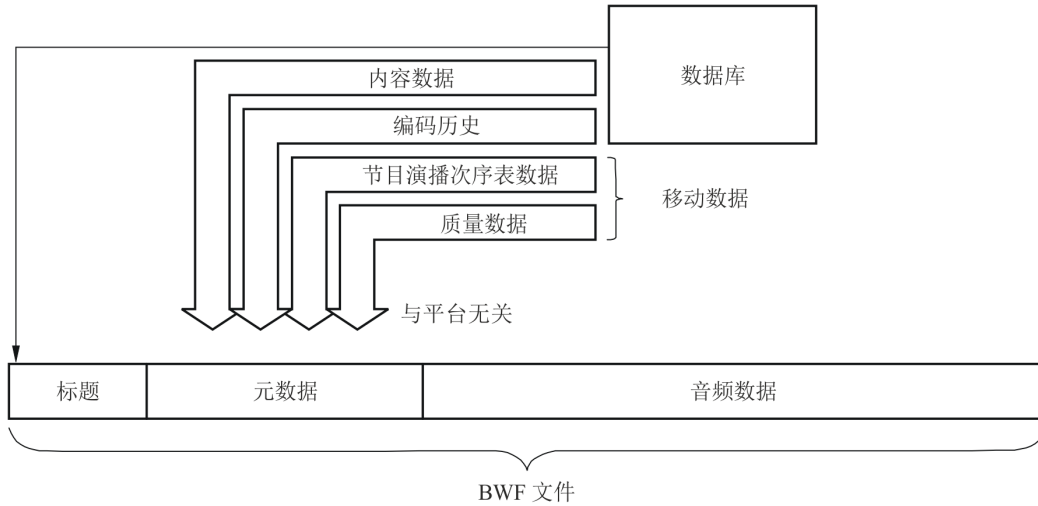 数据库
内容数据
编码历史
节目演播次序表数据
移动数据
质量数据
与平台无关
标题
元数据
音频数据
BWF 文件